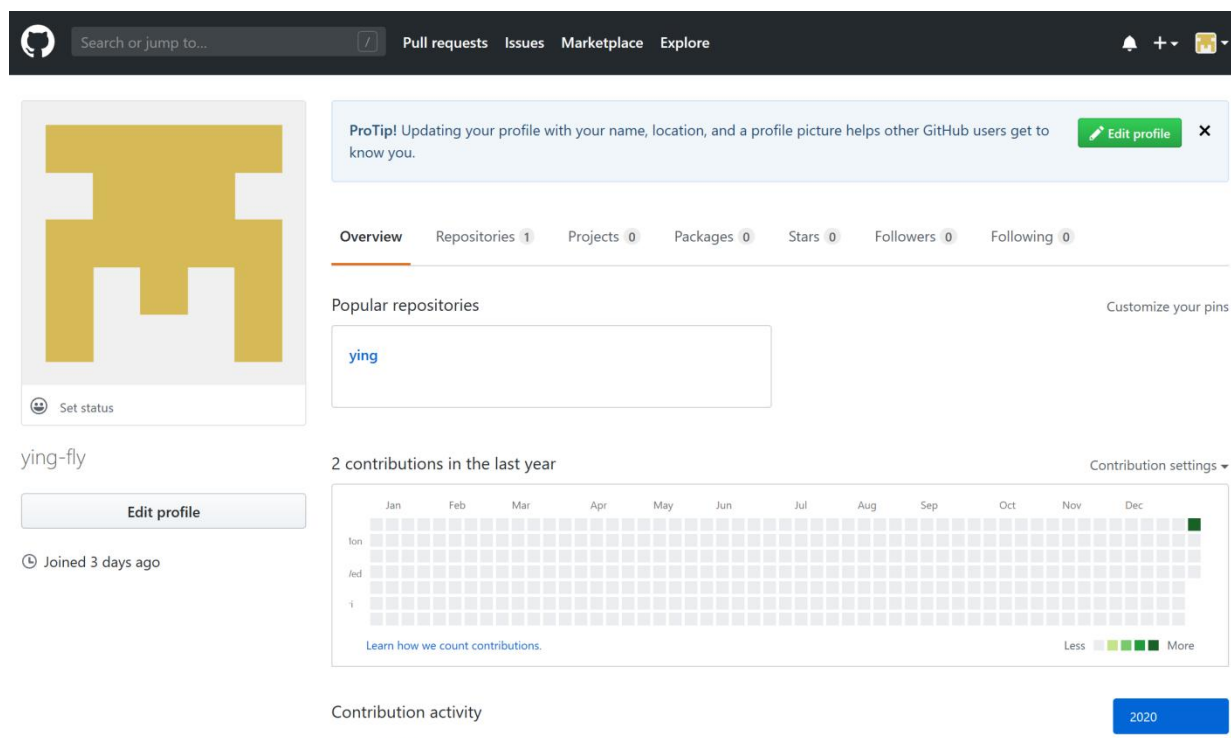 Search or jump to... / Pull requests Issues Marketplace Explore
ProTip! Updating your profile with your name, location, and a profile picture helps other GitHub users get to
know you.
Edit profile
Overview Repositories 1 Projects 0 Packages 0 Stars 0 Followers 0 Following 0
Popular repositories Customize your pins
ying
Set status
ying-fly
Edit profile
Joined 3 days ago
2 contributions in the last year Contribution settings
Jan Feb Mar Apr May Jun Jul Aug Sep Oct Nov Dec
Learn how we count contributions. Less More
Contribution activity 2020